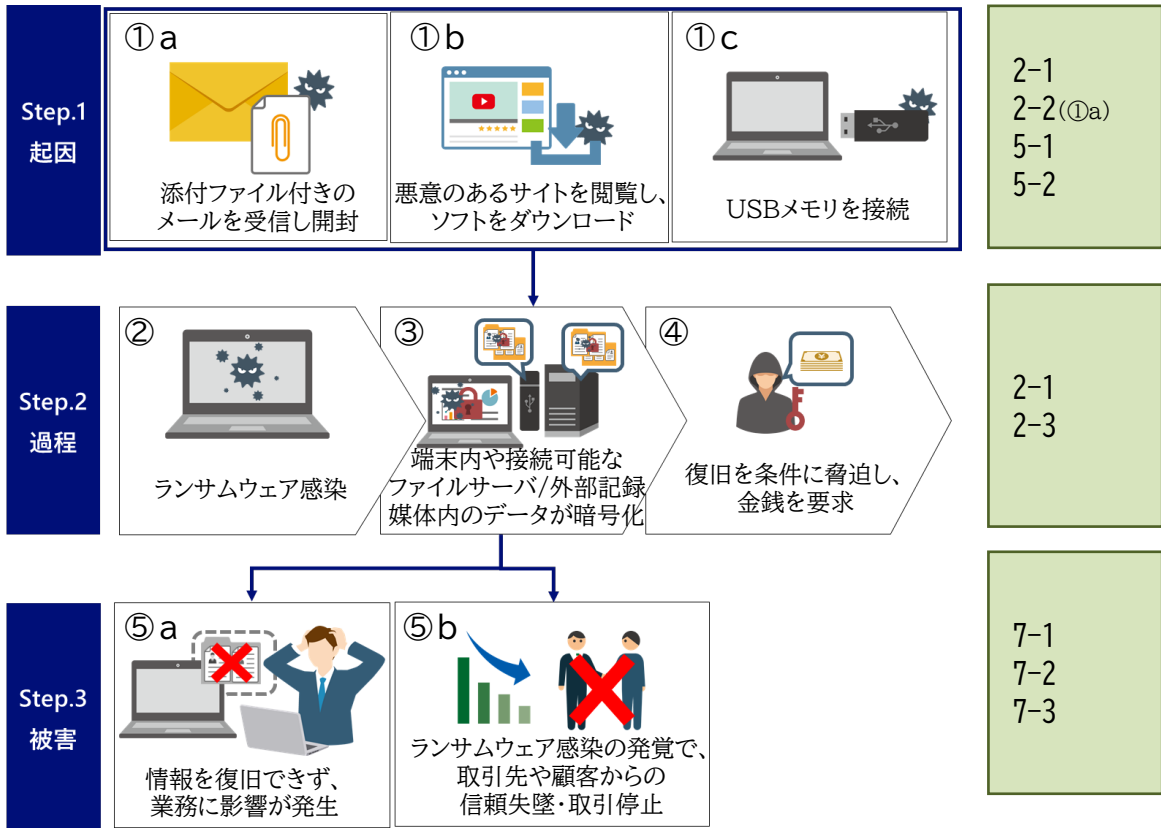 Step.1
起因
①a
添付ファイル付きの
メールを受信し開封
①b
悪意のあるサイトを閲覧し、
ソフトをダウンロード
①c
USBメモリを接続
2-1
2-2(①a)
5-1
5-2
Step.2
過程
②
ランサムウェア感染
③
端末内や接続可能な
ファイルサーバ/外部記録
媒体内のデータが暗号化
④
復旧を条件に脅迫し、
金銭を要求
2-1
2-3
Step.3
被害
⑤a
情報を復旧できず、
業務に影響が発生
⑤b
ランサムウェア感染の発覚で、
取引先や顧客からの
信頼失墜・取引停止
7-1
7-2
7-3